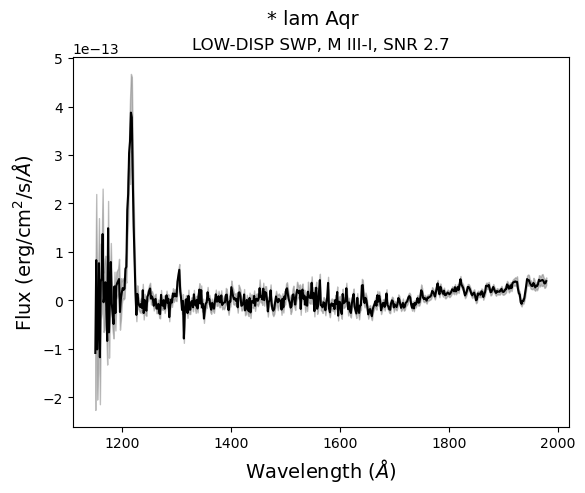 * lam Aqr
LOW-DISP SWP, M III-I, SNR 2.7
1e−13
5
4
3
2
1
0
−1
−2
Flux (erg/cm²/s/Å)
1200 1400 1600 1800 2000
Wavelength (Å)